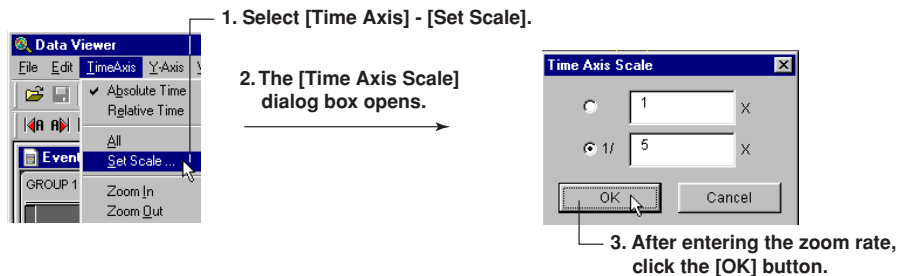 1. Select [Time Axis] - [Set Scale].
Data Viewer
File Edit TimeAxis Y-Axis
Absolute Time
Relative Time
All
Set Scale ...
Zoom In
Zoom Out
GROUP 1
2. The [Time Axis Scale]
dialog box opens.
Time Axis Scale
1 X
1/ 5 X
OK Cancel
3. After entering the zoom rate,
click the [OK] button.